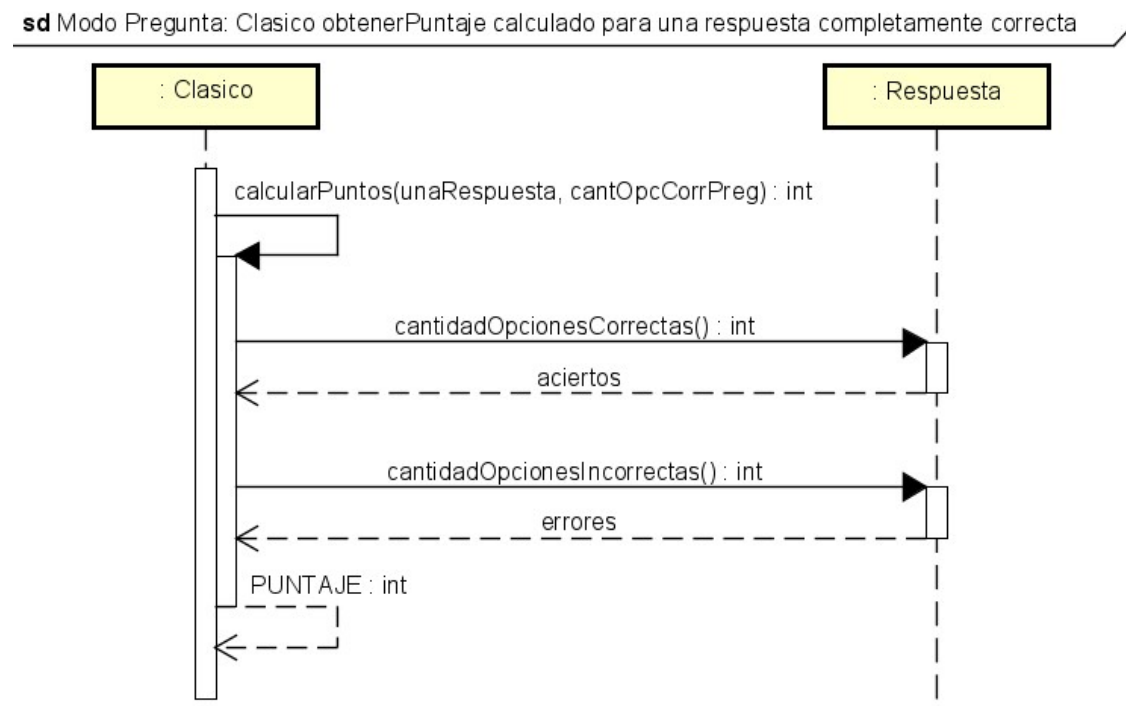 sd Modo Pregunta: Clasico obtenerPuntaje calculado para una respuesta completamente correcta
: Clasico
: Respuesta
calcularPuntos(unaRespuesta, cantOpcCorrPreg) : int
cantidadOpcionesCorrectas() : int
aciertos
cantidadOpcionesIncorrectas() : int
errores
PUNTAJE : int